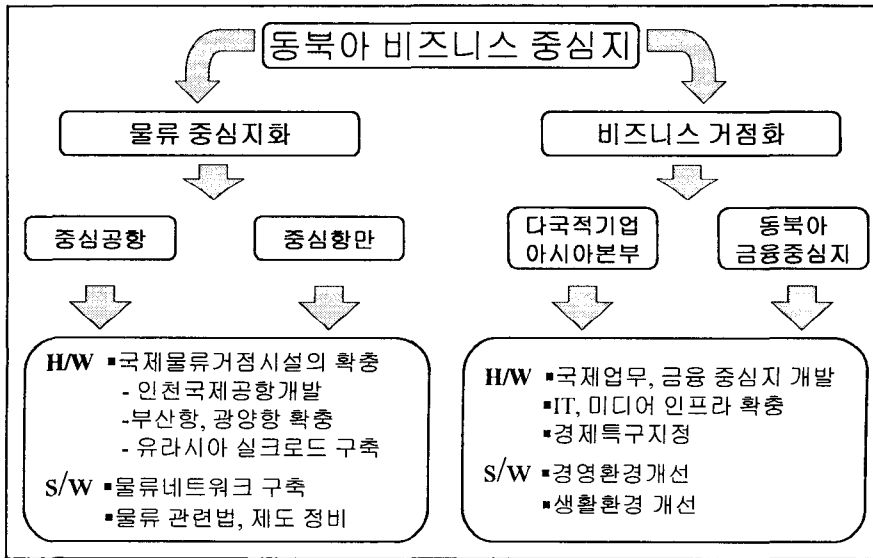 동북아 비즈니스 중심지
물류 중심지화
비즈니스 거점화
중심공항
중심항만
다국적기업
아시아본부
동북아
금융중심지
H/W ▪국제물류거점시설의 확충
- 인천국제공항개발
-부산항, 광양항 확충
- 유라시아 실크로드 구축
S/W ▪물류네트워크 구축
▪물류 관련법, 제도 정비
H/W ▪국제업무, 금융 중심지 개발
▪IT, 미디어 인프라 확충
▪경제특구지정
S/W ▪경영환경개선
▪생활환경 개선